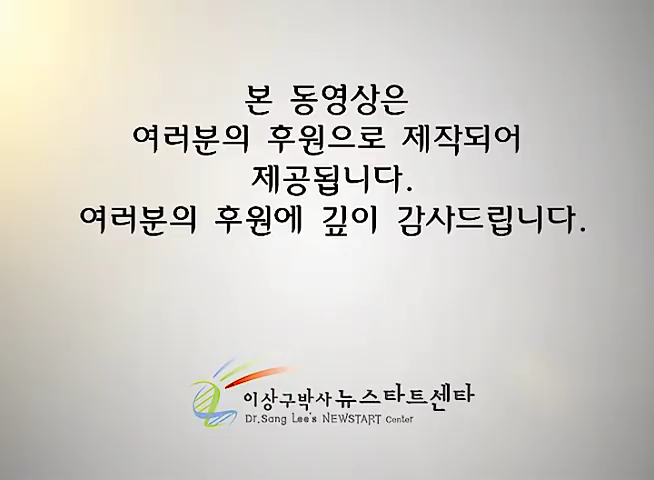 본 동영상은
여러분의 후원으로 제작되어
제공됩니다.
여러분의 후원에 깊이 감사드립니다.
이상구박사 뉴스타트센타
Dr.Sang Lee's NEWSTART Center